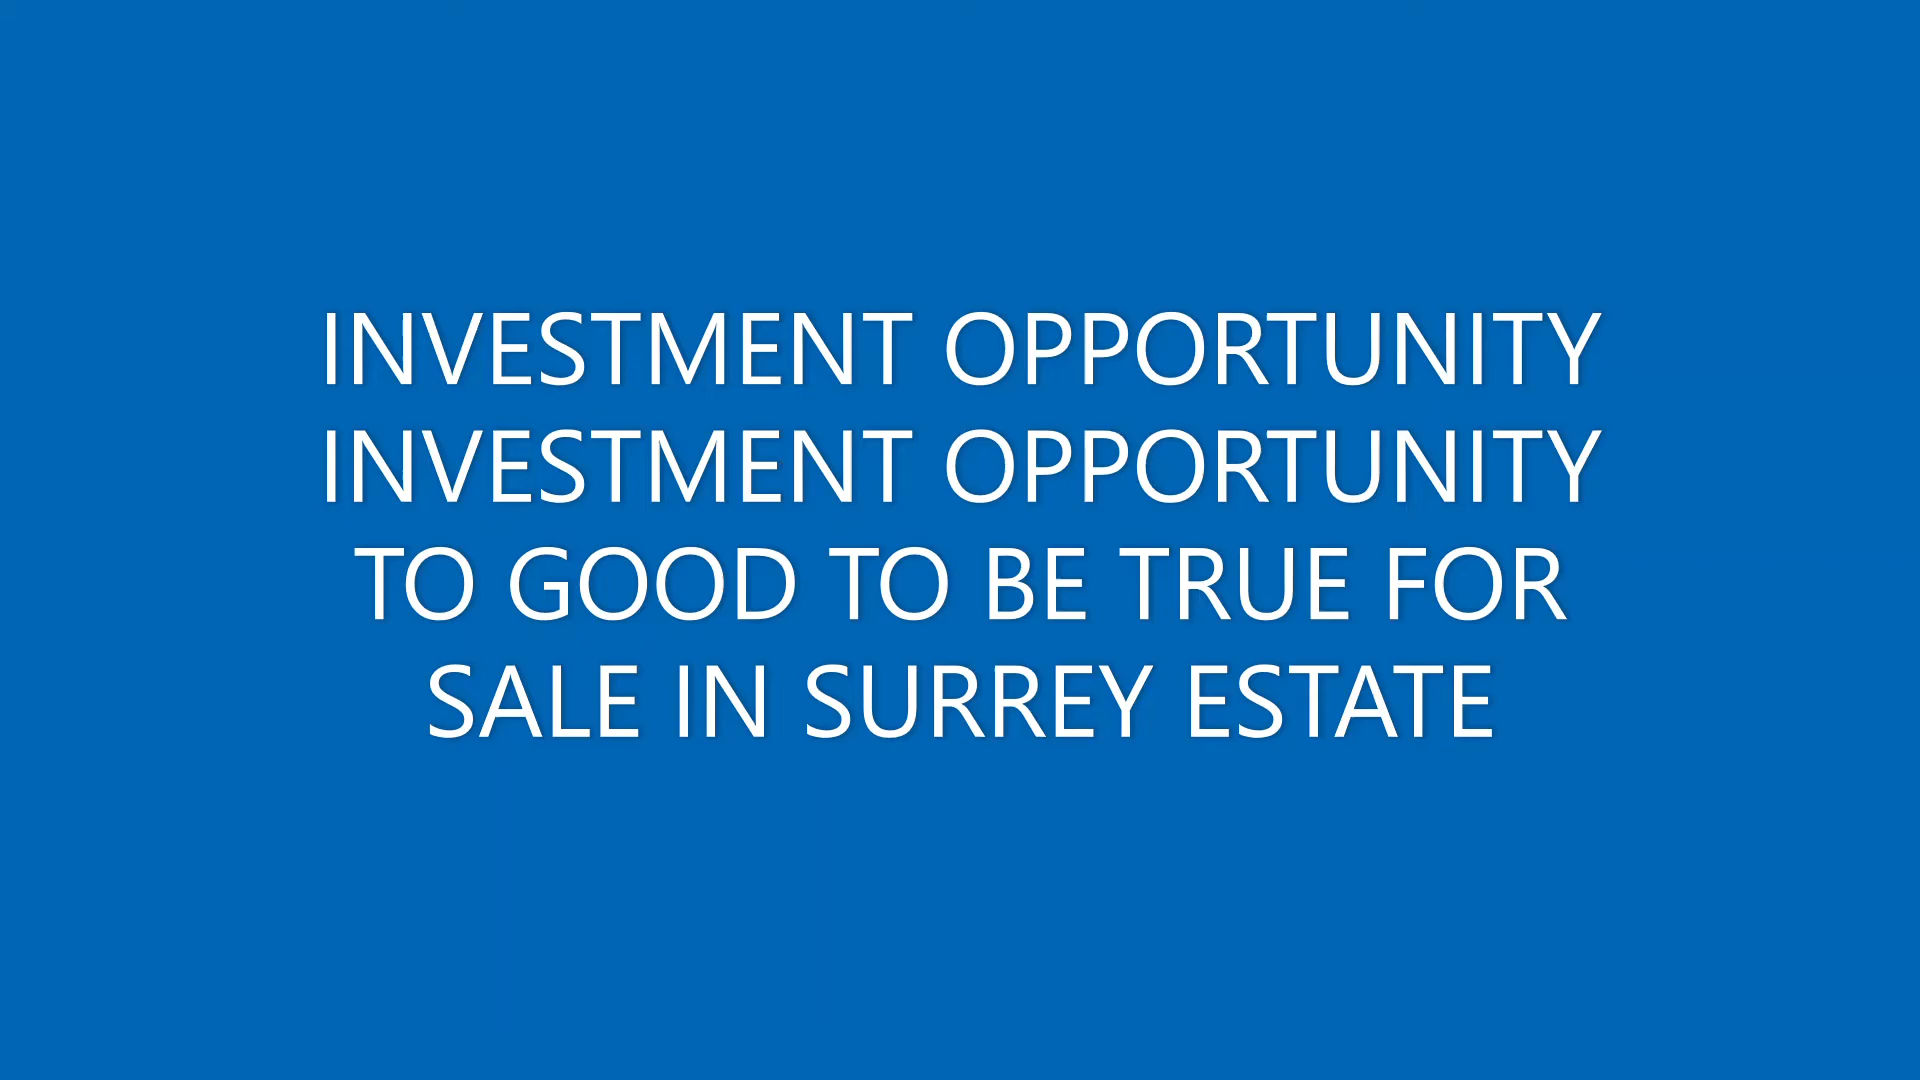 INVESTMENT OPPORTUNITY
INVESTMENT OPPORTUNITY
TO GOOD TO BE TRUE FOR
SALE IN SURREY ESTATE